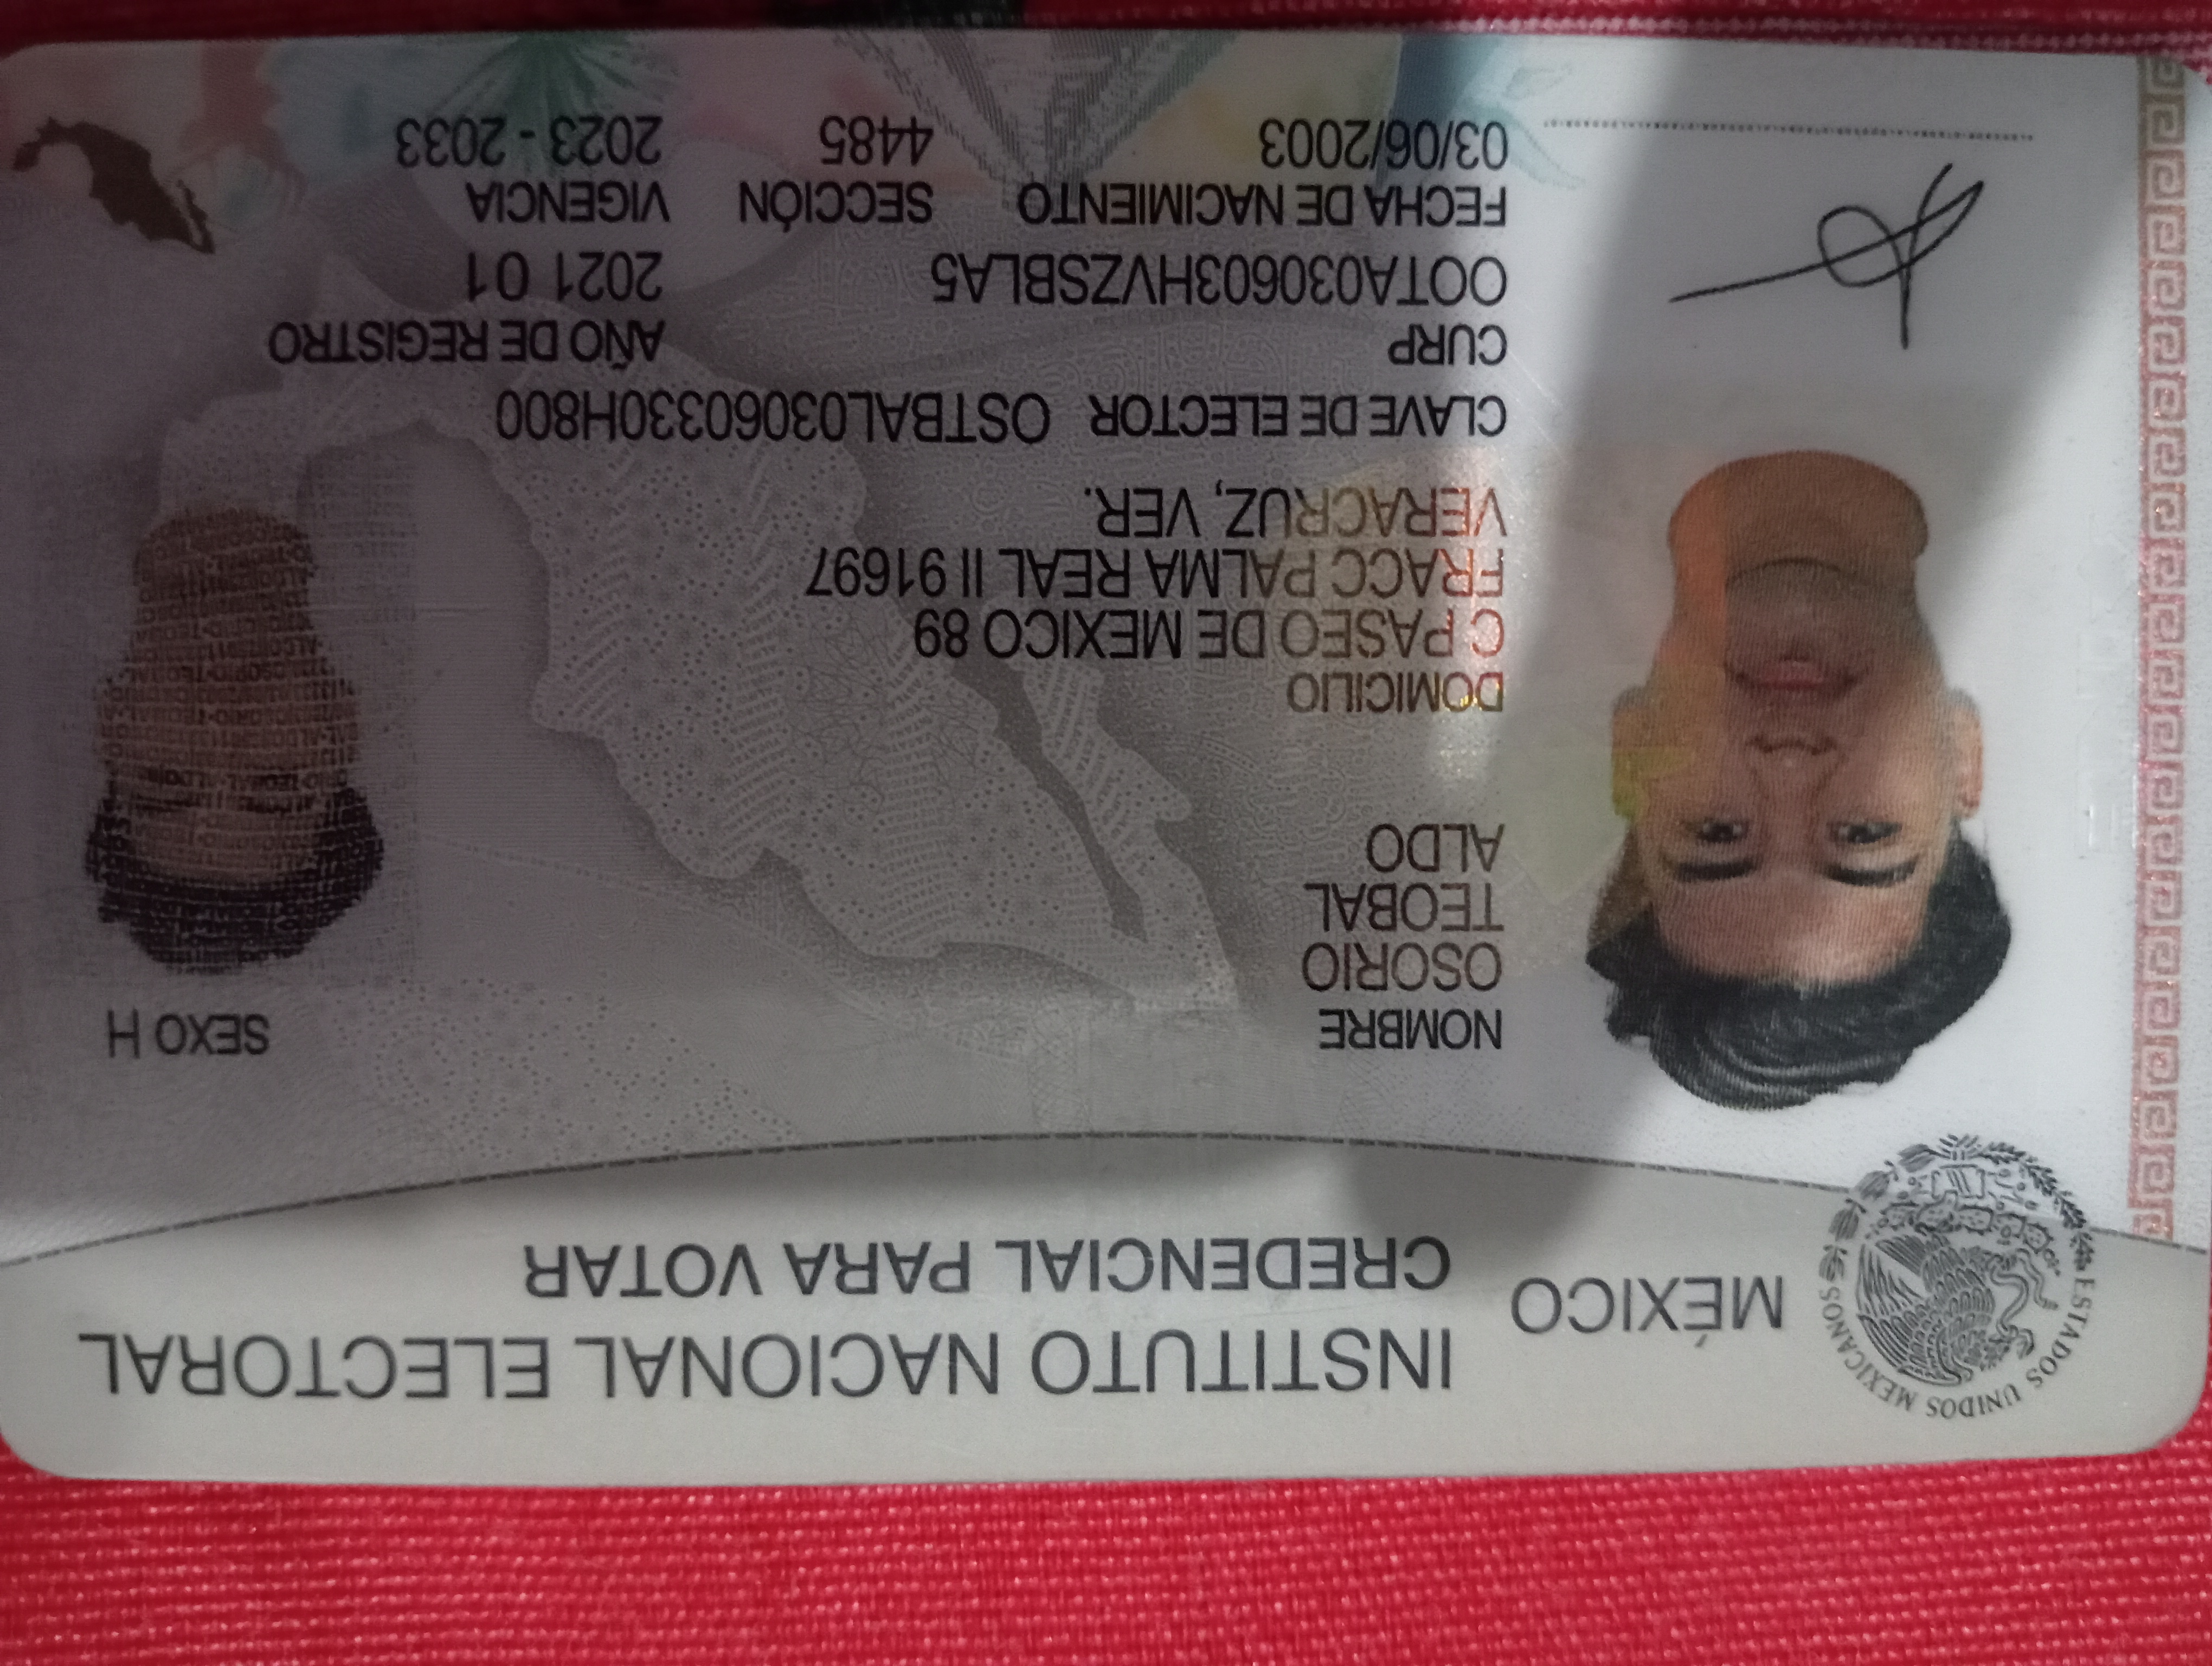 ESTADOS UNIDOS MEXICANOS
MÉXICO
INSTITUTO NACIONAL ELECTORAL
CREDENCIAL PARA VOTAR
NOMBRE
OSORIO
TEOBAL
ALDO
SEXO H
DOMICILIO
C PASEO DE MEXICO 89
FRACC PALMA REAL II 91697
VERACRUZ, VER.
CLAVE DE ELECTOR OSTBAL03060330H800
CURP
OOTA030603HVZSBLA5
AÑO DE REGISTRO
2021 01
FECHA DE NACIMIENTO
03/06/2003
SECCIÓN
4485
VIGENCIA
2023 - 2033